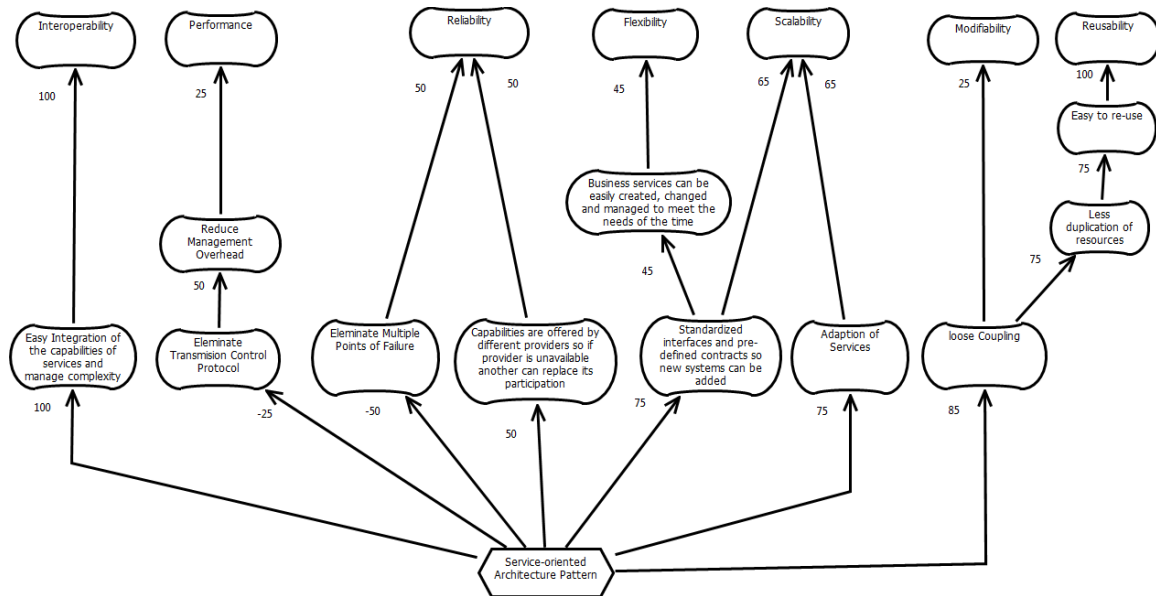 Interoperability
Performance
Reliability
Flexibility
Scalability
Modifiability
Reusability
100
25
50
50
45
65
65
25
100
Easy to re-use
75
Business services can be
easily created, changed
and managed to meet the
needs of the time
Less
duplication of
resources
Reduce
Management
Overhead
50
45
75
Easy Integration of
the capabilities of
services and
manage complexity
Eleminate
Transmision Control
Protocol
Eleminate Multiple
Points of Failure
Capabilities are offered by
different providers so if
provider is unavailable
another can replace its
participation
Standardized
interfaces and pre-
defined contracts so
new systems can be
added
Adaption of
Services
loose Coupling
100
-25
-50
50
75
75
85
Service-oriented
Architecture Pattern